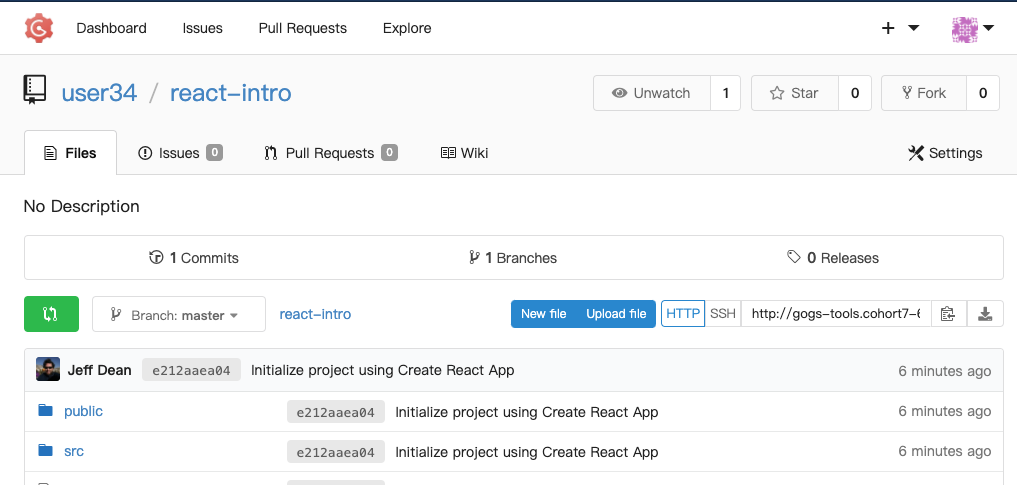 Dashboard Issues Pull Requests Explore
user34 / react-intro Unwatch 1 Star 0 Fork 0
Files Issues 0 Pull Requests 0 Wiki Settings
No Description
1 Commits 1 Branches 0 Releases
Branch: master react-intro New file Upload file HTTP SSH http://gogs-tools.cohort7-
Jeff Dean e212aaea04 Initialize project using Create React App 6 minutes ago
public e212aaea04 Initialize project using Create React App 6 minutes ago
src e212aaea04 Initialize project using Create React App 6 minutes ago